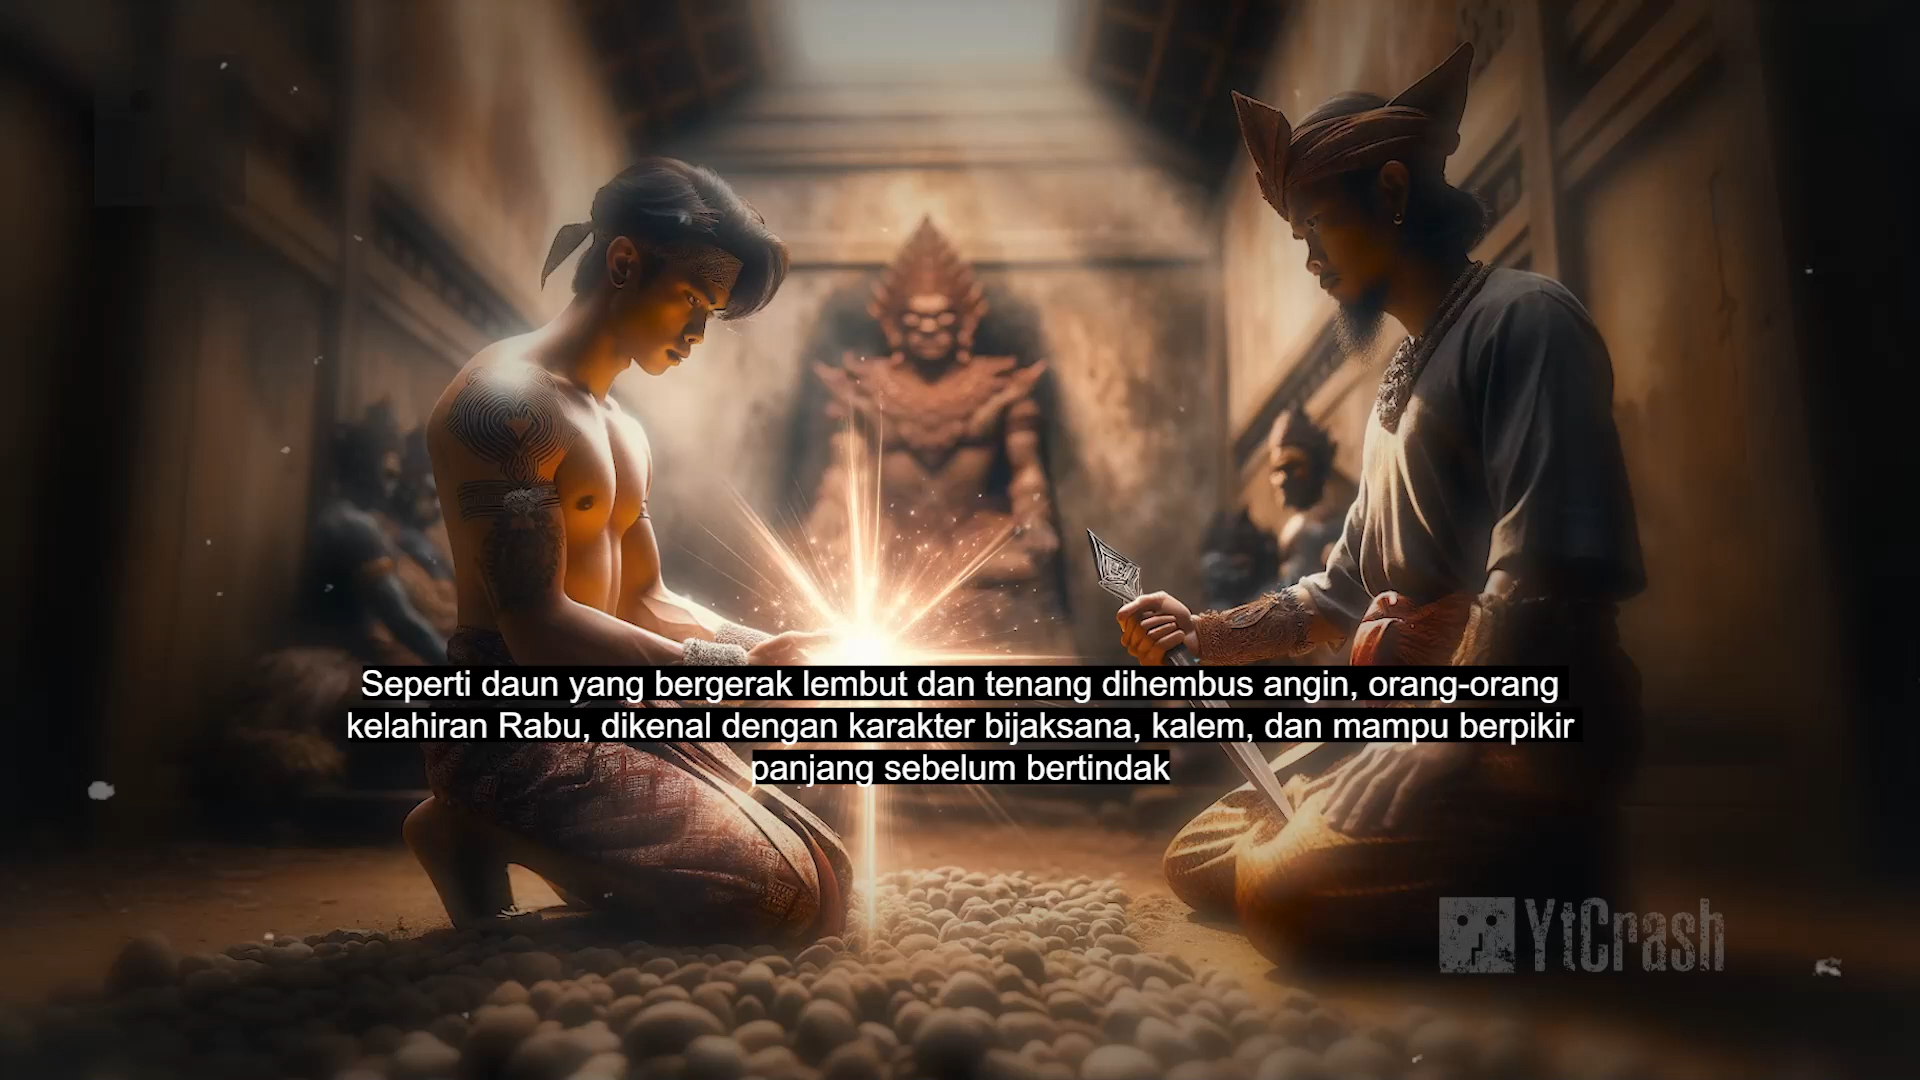 Seperti daun yang bergerak lembut dan tenang dihembus angin, orang-orang
kelahiran Rabu, dikenal dengan karakter bijaksana, kalem, dan mampu berpikir
panjang sebelum bertindak
YtCrash